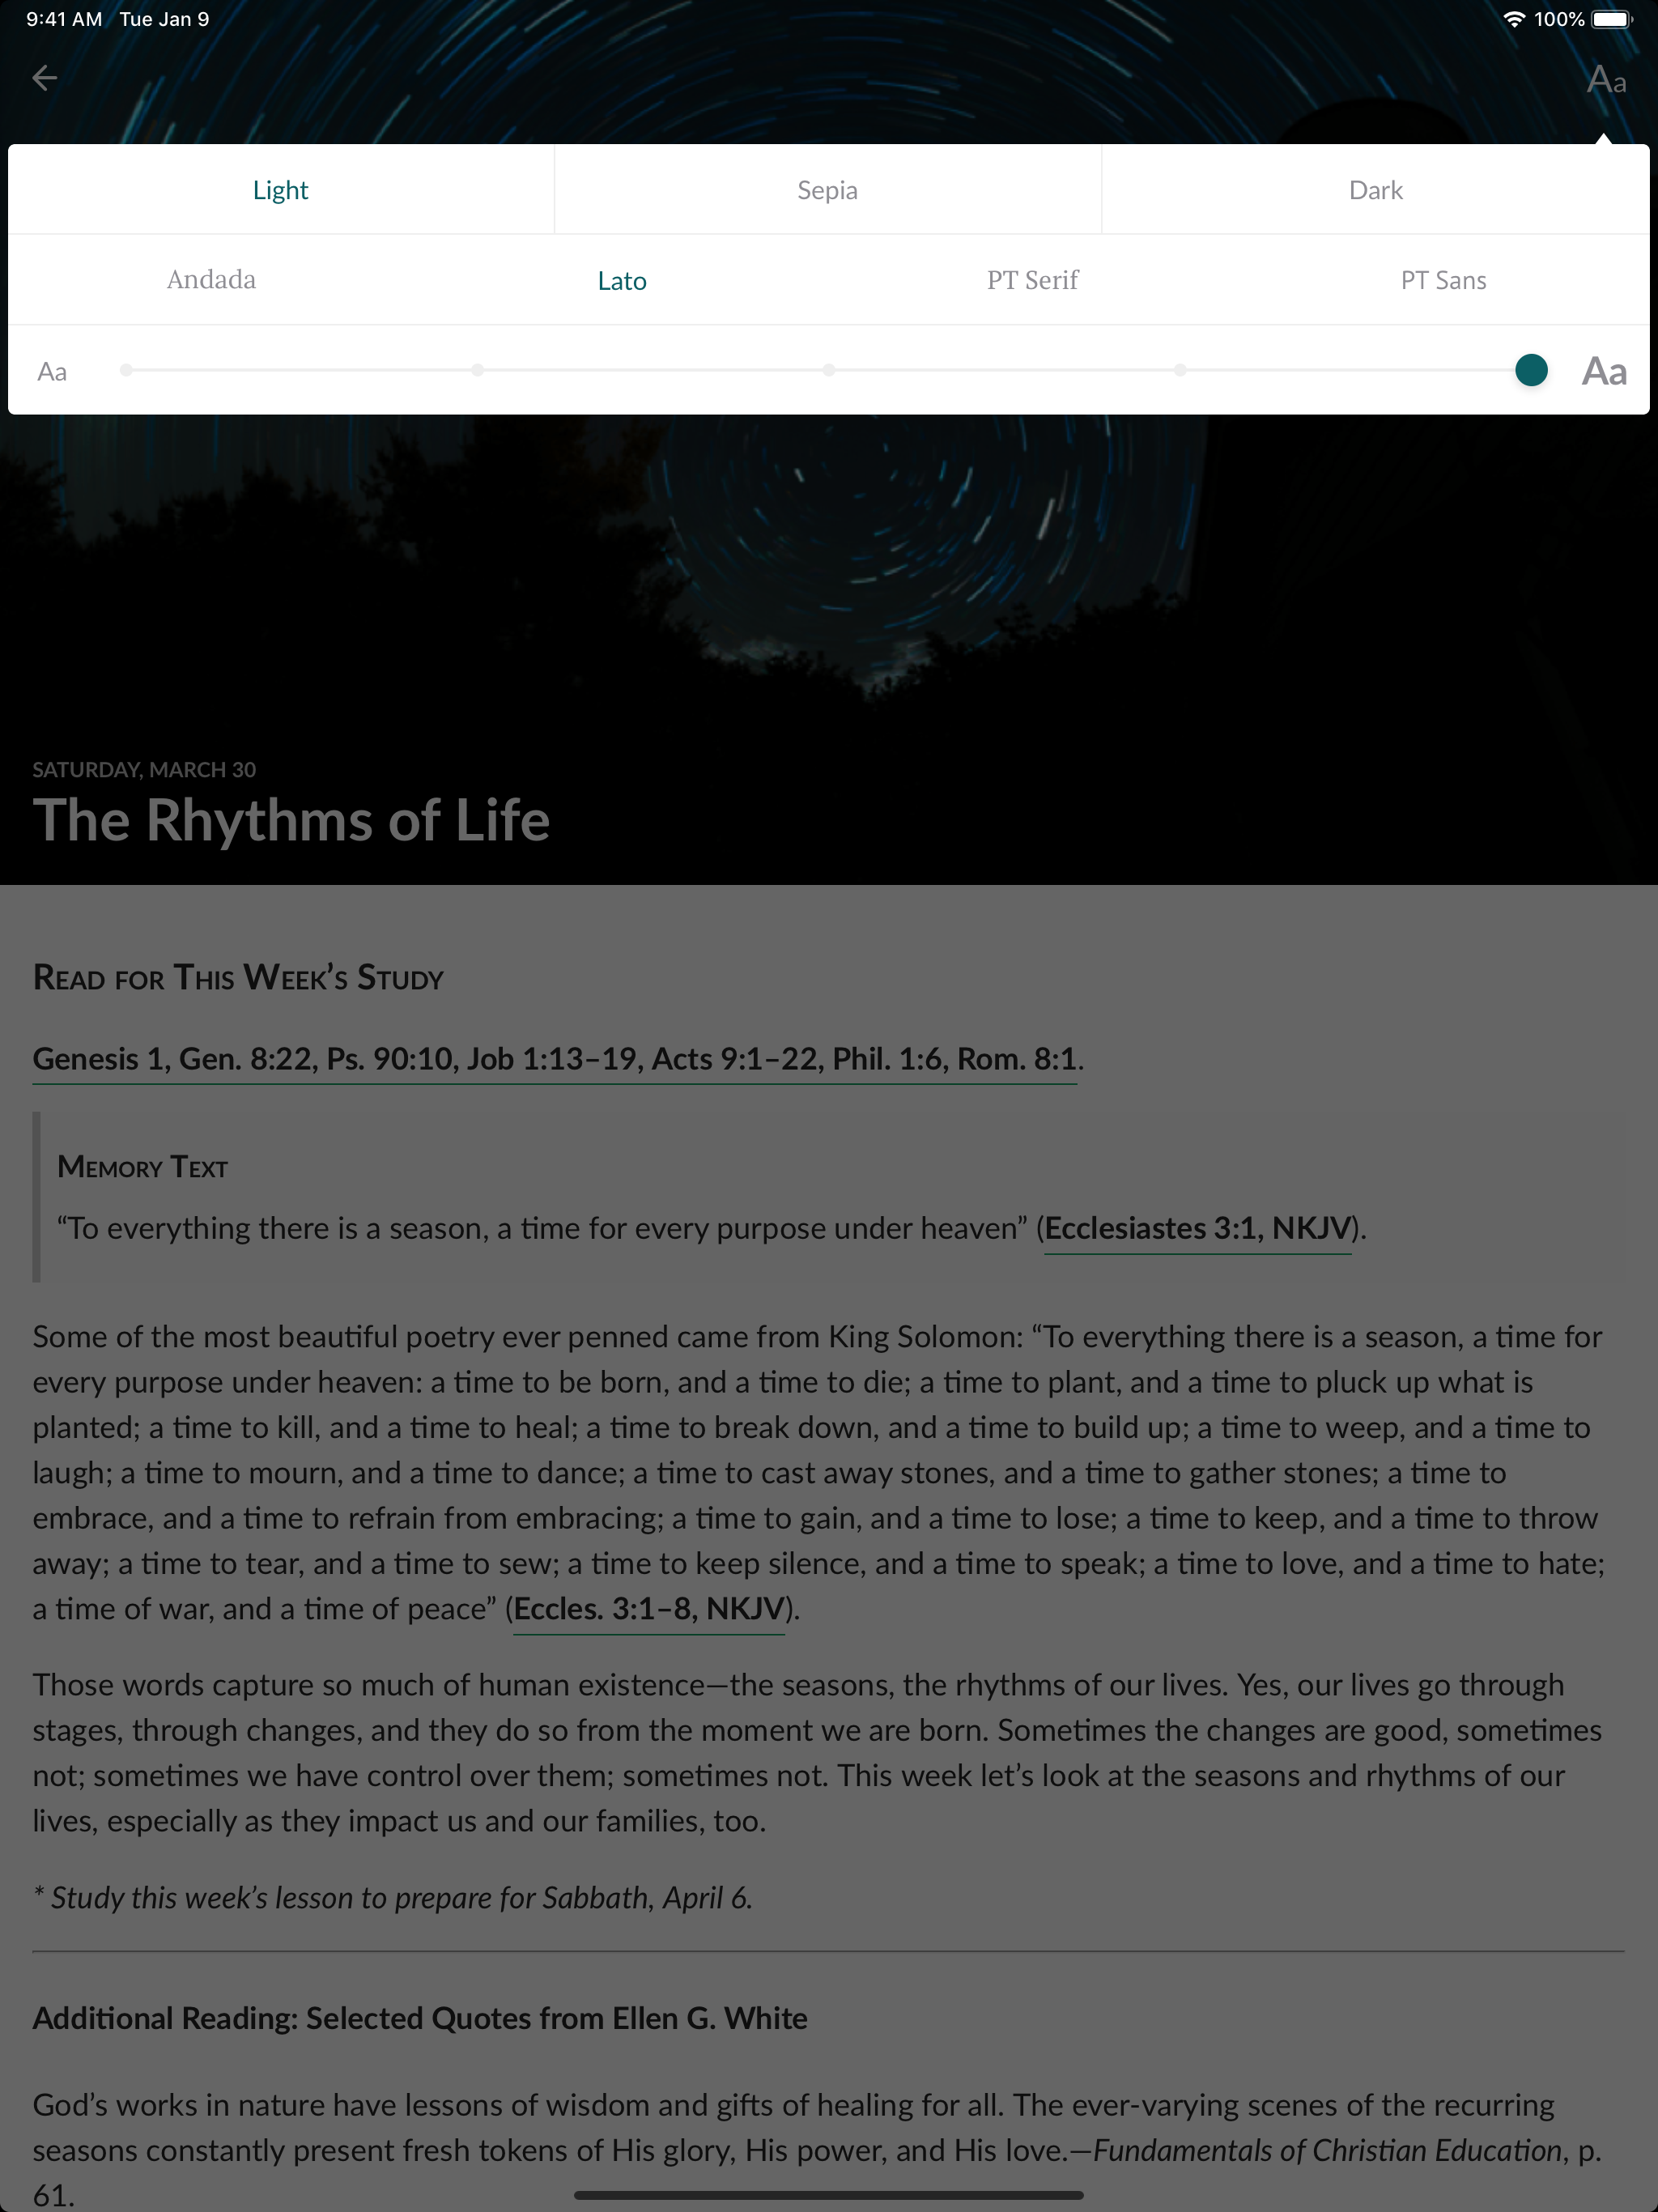 9:41 AM Tue Jan 9
100%
Aa
Light
Sepia
Dark
Andada
Lato
PT Serif
PT Sans
Aa
Aa
SATURDAY, MARCH 30
The Rhythms of Life
Read for This Week’s Study
Genesis 1, Gen. 8:22, Ps. 90:10, Job 1:13–19, Acts 9:1–22, Phil. 1:6, Rom. 8:1.
Memory Text
“To everything there is a season, a time for every purpose under heaven” (Ecclesiastes 3:1, NKJV).
Some of the most beautiful poetry ever penned came from King Solomon: “To everything there is a season, a time for
every purpose under heaven: a time to be born, and a time to die; a time to plant, and a time to pluck up what is
planted; a time to kill, and a time to heal; a time to break down, and a time to build up; a time to weep, and a time to
laugh; a time to mourn, and a time to dance; a time to cast away stones, and a time to gather stones; a time to
embrace, and a time to refrain from embracing; a time to gain, and a time to lose; a time to keep, and a time to throw
away; a time to tear, and a time to sew; a time to keep silence, and a time to speak; a time to love, and a time to hate;
a time of war, and a time of peace” (Eccles. 3:1–8, NKJV).
Those words capture so much of human existence—the seasons, the rhythms of our lives. Yes, our lives go through
stages, through changes, and they do so from the moment we are born. Sometimes the changes are good, sometimes
not; sometimes we have control over them; sometimes not. This week let’s look at the seasons and rhythms of our
lives, especially as they impact us and our families, too.
* Study this week’s lesson to prepare for Sabbath, April 6.
Additional Reading: Selected Quotes from Ellen G. White
God’s works in nature have lessons of wisdom and gifts of healing for all. The ever-varying scenes of the recurring
seasons constantly present fresh tokens of His glory, His power, and His love.—Fundamentals of Christian Education, p.
61.